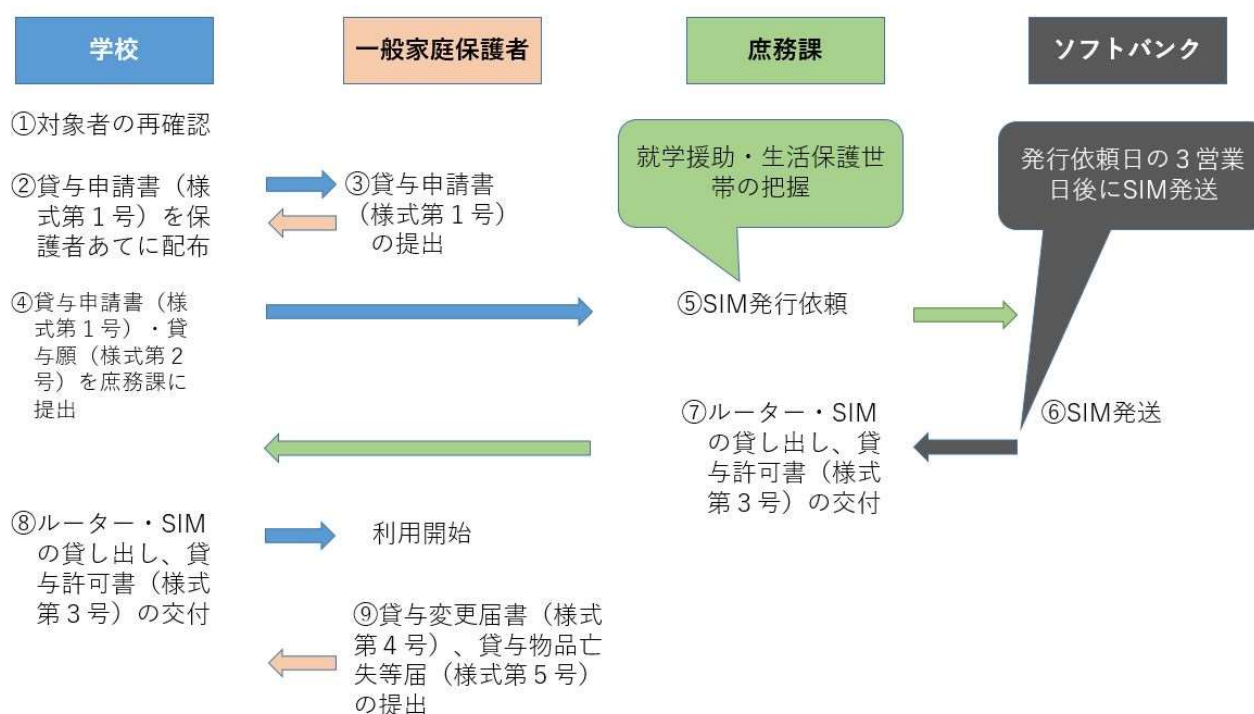 学校
一般家庭保護者
庶務課
ソフトバンク
①対象者の再確認
就学援助・生活保護世
帯の把握
発行依頼日の３営業
日後にSIM発送
②貸与申請書（様
式第１号）を保
護者あてに配布
③貸与申請書
（様式第１号）
の提出
④貸与申請書（様
式第１号）・貸
与願（様式第２
号）を庶務課に
提出
⑤SIM発行依頼
⑦ルーター・SIM
の貸し出し、貸
与許可書（様式
第３号）の交付
⑥SIM発送
⑧ルーター・SIM
の貸し出し、貸
与許可書（様式
第３号）の交付
利用開始
⑨貸与変更届書（様式
第４号）、貸与物品亡
失等届（様式第５号）
の提出